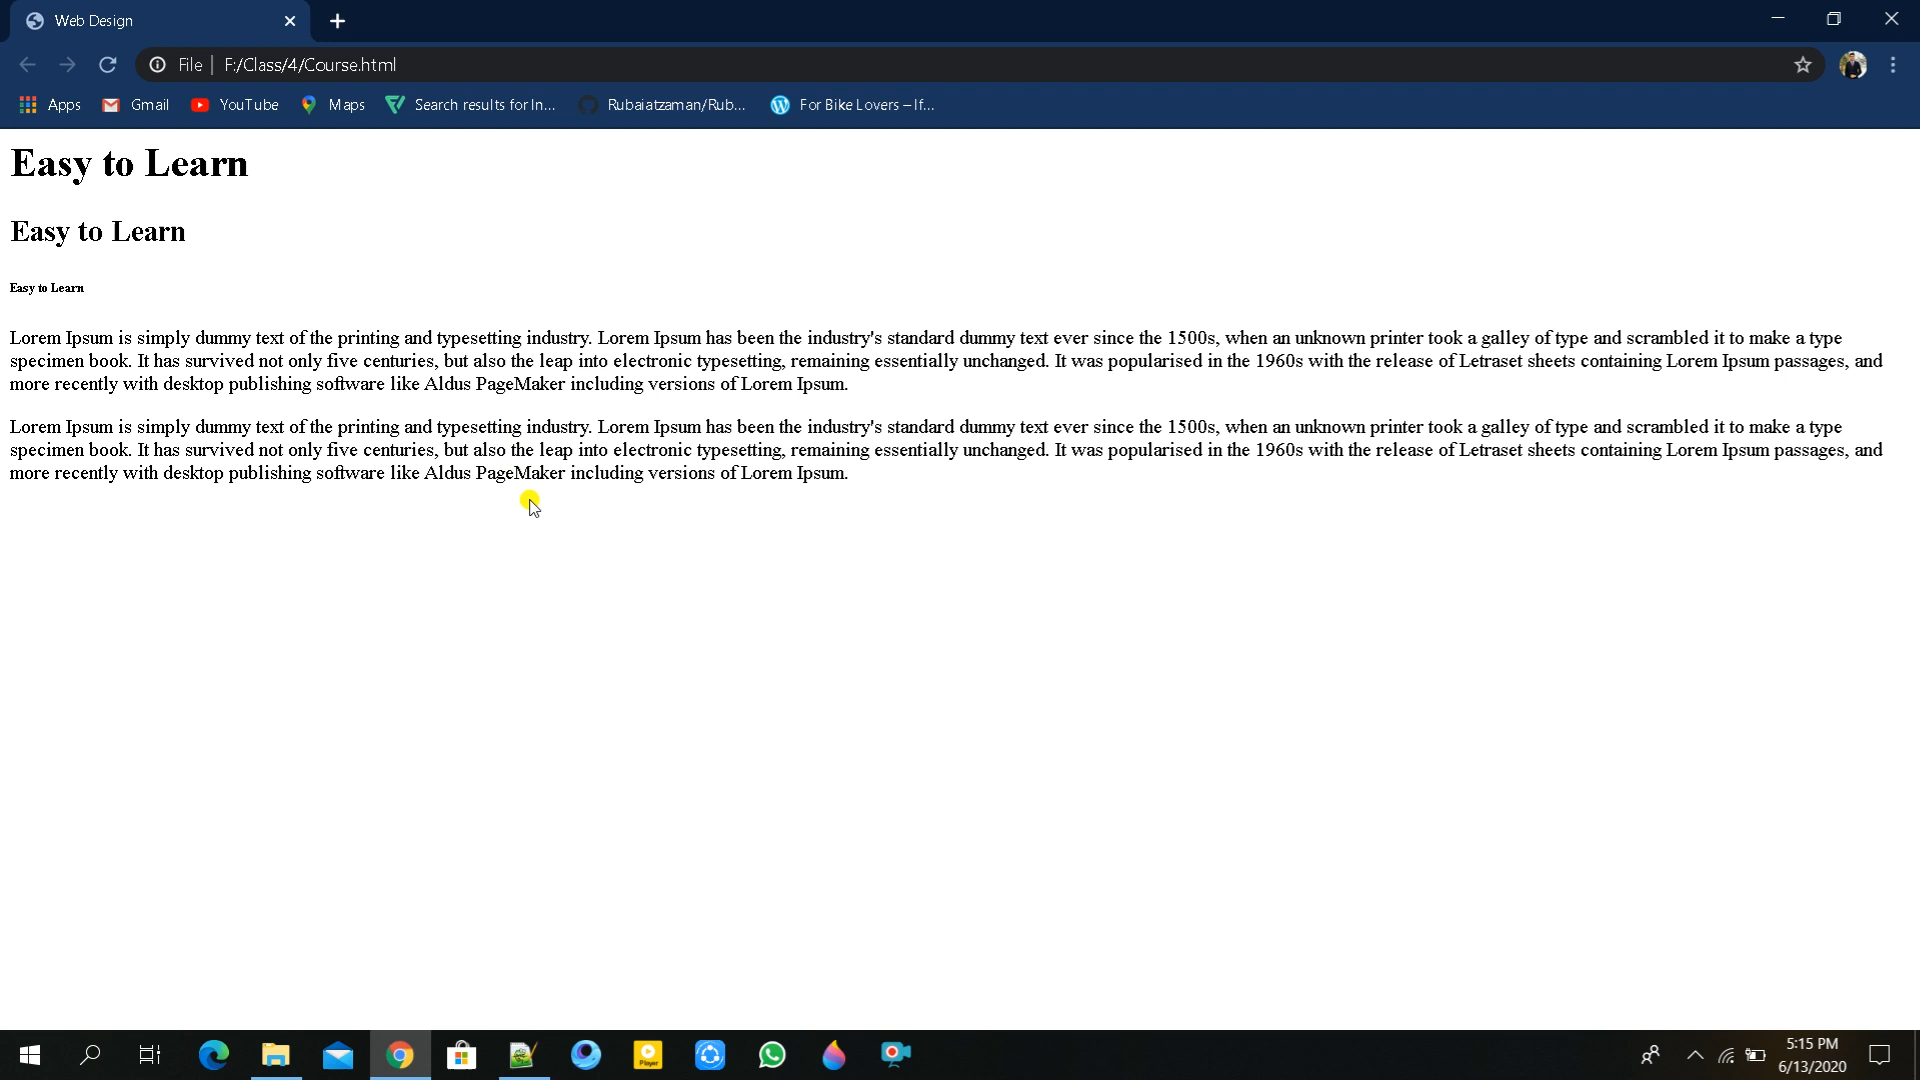 Web Design
File | F:/Class/4/Course.html
Apps Gmail YouTube Maps Search results for In... Rubaiatzaman/Rub... For Bike Lovers – If...
Easy to Learn
Easy to Learn
Easy to Learn
Lorem Ipsum is simply dummy text of the printing and typesetting industry. Lorem Ipsum has been the industry's standard dummy text ever since the 1500s, when an unknown printer took a galley of type and scrambled it to make a type
specimen book. It has survived not only five centuries, but also the leap into electronic typesetting, remaining essentially unchanged. It was popularised in the 1960s with the release of Letraset sheets containing Lorem Ipsum passages, and
more recently with desktop publishing software like Aldus PageMaker including versions of Lorem Ipsum.
Lorem Ipsum is simply dummy text of the printing and typesetting industry. Lorem Ipsum has been the industry's standard dummy text ever since the 1500s, when an unknown printer took a galley of type and scrambled it to make a type
specimen book. It has survived not only five centuries, but also the leap into electronic typesetting, remaining essentially unchanged. It was popularised in the 1960s with the release of Letraset sheets containing Lorem Ipsum passages, and
more recently with desktop publishing software like Aldus PageMaker including versions of Lorem Ipsum.
Player
5:15 PM
6/13/2020